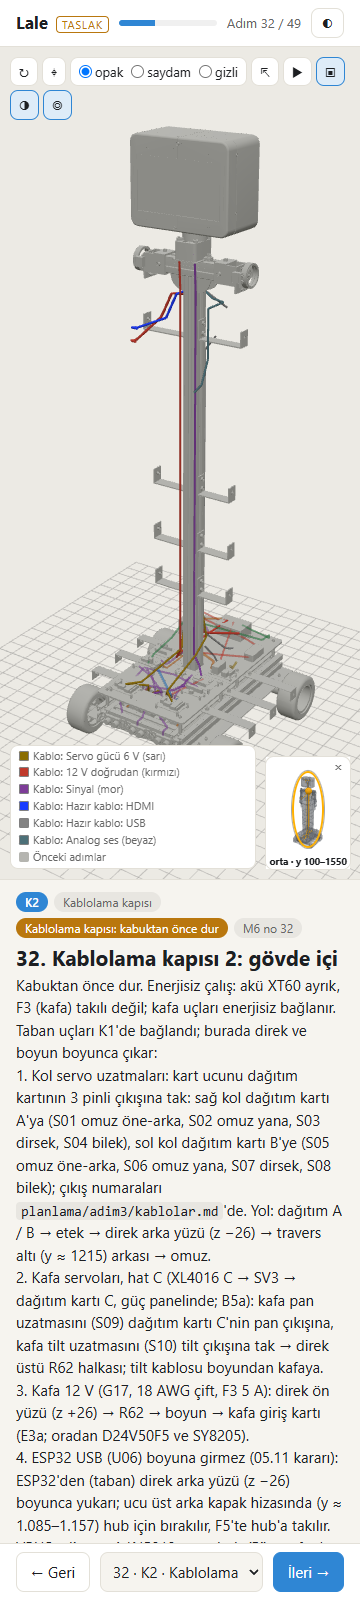 Lale TASLAK Adım 32 / 49
opak saydam gizli
Kablo: Servo gücü 6 V (sarı)
Kablo: 12 V doğrudan (kırmızı)
Kablo: Sinyal (mor)
Kablo: Hazır kablo: HDMI
Kablo: Hazır kablo: USB
Kablo: Analog ses (beyaz)
Önceki adımlar
orta · y 100–1550
K2 Kablolama kapısı
Kablolama kapısı: kabuktan önce dur M6 no 32
32. Kablolama kapısı 2: gövde içi
Kabuktan önce dur. Enerjisiz çalış: akü XT60 ayrık,
F3 (kafa) takılı değil; kafa uçları enerjisiz bağlanır.
Taban uçları K1'de bağlandı; burada direk ve
boyun boyunca çıkar:
1. Kol servo uzatmaları: kart ucunu dağıtım
kartının 3 pinli çıkışına tak: sağ kol dağıtım kartı
A'ya (S01 omuz öne-arka, S02 omuz yana, S03
dirsek, S04 bilek), sol kol dağıtım kartı B'ye (S05
omuz öne-arka, S06 omuz yana, S07 dirsek, S08
bilek); çıkış numaraları
planlama/adim3/kablolar.md'de. Yol: dağıtım A
/ B → etek → direk arka yüzü (z −26) → travers
altı (y ≈ 1215) arkası → omuz.
2. Kafa servoları, hat C (XL4016 C → SV3 →
dağıtım kartı C, güç panelinde; B5a): kafa pan
uzatmasını (S09) dağıtım kartı C'nin pan çıkışına,
kafa tilt uzatmasını (S10) tilt çıkışına tak → direk
üstü R62 halkası; tilt kablosu boyundan kafaya.
3. Kafa 12 V (G17, 18 AWG çift, F3 5 A): direk ön
yüzü (z +26) → R62 → boyun → kafa giriş kartı
(E3a; oradan D24V50F5 ve SY8205).
4. ESP32 USB (U06) boyuna girmez (05.11 kararı):
ESP32'den (taban) direk arka yüzü (z −26)
boyunca yukarı; ucu üst arka kapak hizasında (y ≈
1.085–1.157) hub için bırakılır, F5'te hub'a takılır.
← Geri 32 · K2 · Kablolama İleri →